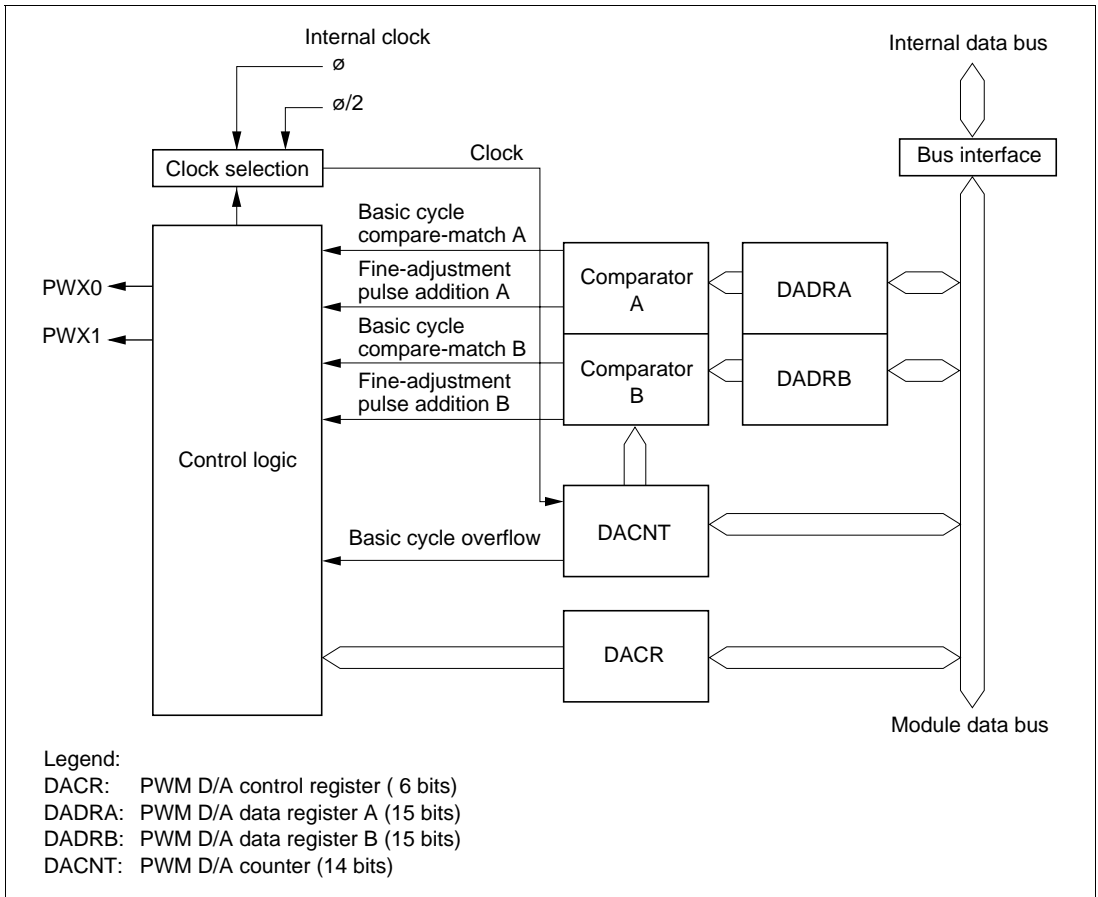 Internal clock
ø
ø/2
Internal data bus
Clock selection
Clock
Bus interface
Basic cycle
compare-match A
Fine-adjustment
pulse addition A
Basic cycle
compare-match B
Fine-adjustment
pulse addition B
PWX0
PWX1
Comparator
A
DADRA
Comparator
B
DADRB
Control logic
Basic cycle overflow
DACNT
DACR
Module data bus
Legend:
DACR: PWM D/A control register ( 6 bits)
DADRA: PWM D/A data register A (15 bits)
DADRB: PWM D/A data register B (15 bits)
DACNT: PWM D/A counter (14 bits)